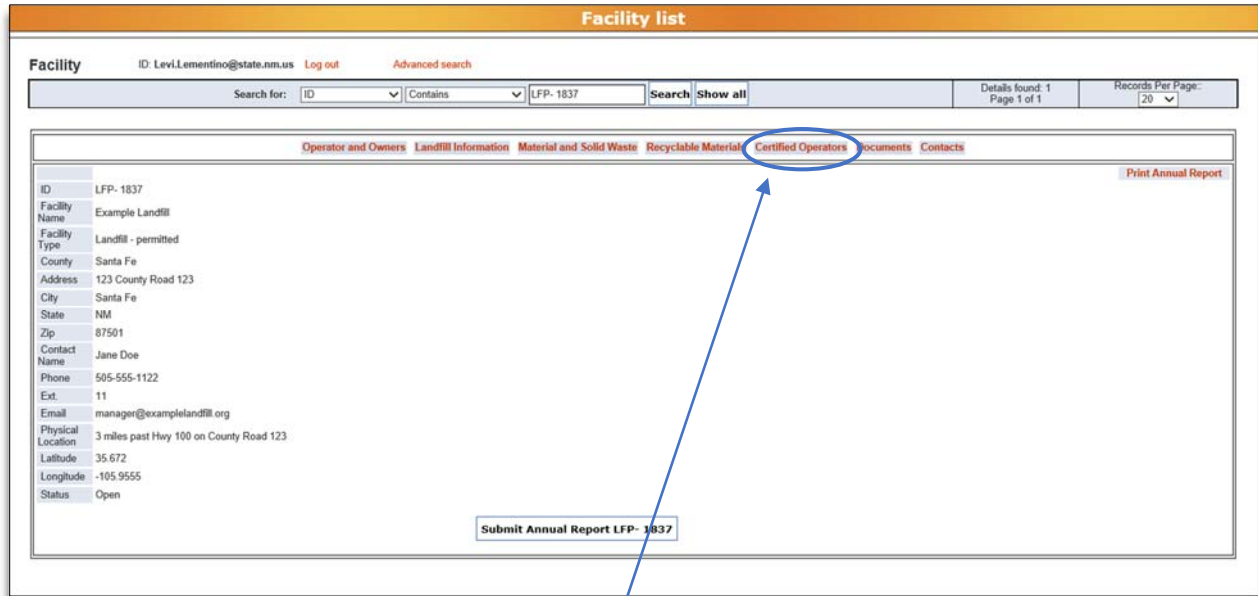 Facility list
Facility ID: Levi.Lementino@state.nm.us Log out Advanced search
Search for: ID Contains LFP- 1837 Search Show all Details found: 1 Records Per Page::
Page 1 of 1 20
Operator and Owners Landfill Information Material and Solid Waste Recyclable Materials Certified Operators Documents Contacts
Print Annual Report
ID LFP- 1837
Facility Name Example Landfill
Facility Type Landfill - permitted
County Santa Fe
Address 123 County Road 123
City Santa Fe
State NM
Zip 87501
Contact Name Jane Doe
Phone 505-555-1122
Ext. 11
Email manager@examplelandfill.org
Physical Location 3 miles past Hwy 100 on County Road 123
Latitude 35.672
Longitude -105.9555
Status Open
Submit Annual Report LFP- 1837